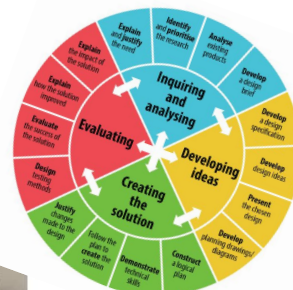 Explain
and justify
the need
Identify
and prioritise
the research
Analyse
existing
products
Develop
a design
brief
Develop
a design
specification
Develop
design ideas
Present
the chosen
design
Develop
planning drawings/
diagrams
Construct
a logical
plan
Demonstrate
technical
skills
Follow the
plan to
create the
solution
Justify
changes
made to the
design
Design
testing
methods
Evaluate
the success of
the solution
Explain
how the solution
improved
Explain
the impact of
the solution
Inquiring
and
analysing
Developing
ideas
Creating
the
solution
Evaluating